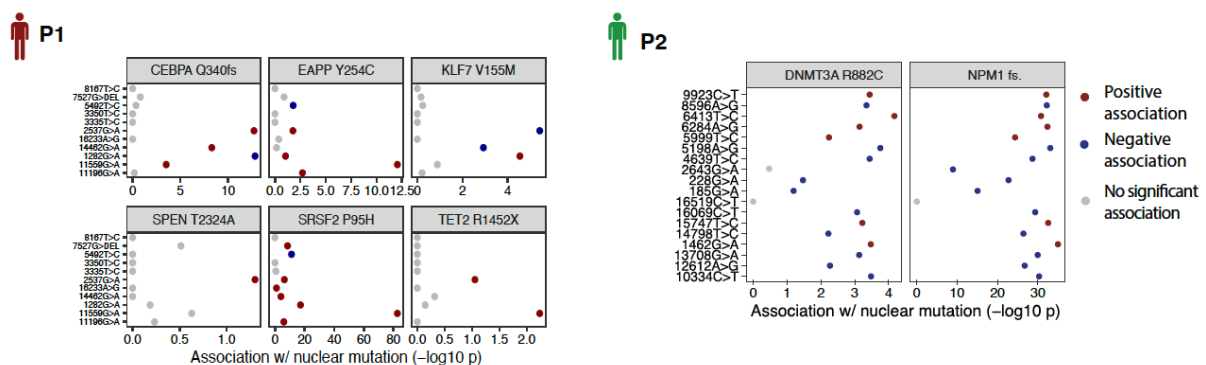 P1
CEBPA Q340fs
EAPP Y254C
KLF7 V155M
8167T>C
7527G>DEL
5492T>C
3350T>C
3335T>C
2537G>A
16233A>G
14462G>A
1282G>A
11559G>A
11196G>A
0 5 10
0.0 2.5 5.0 7.5 10.0 12.50
2 4
SPEN T2324A
SRSF2 P95H
TET2 R1452X
8167T>C
7527G>DEL
5492T>C
3350T>C
3335T>C
2537G>A
16233A>G
14462G>A
1282G>A
11559G>A
11196G>A
0.0 0.5 1.0
0 20 40 60 80
0.0 0.5 1.0 1.5 2.0
Association w/ nuclear mutation (−log10 p)
P2
DNMT3A R882C
NPM1 fs.
9923C>T
8596A>G
6413T>C
6284A>G
5999T>C
5198A>G
4639T>C
2643G>A
228G>A
185G>A
16519C>T
16069C>T
15747T>C
14798T>C
1462G>A
13708G>A
12612A>G
10334C>T
0 1 2 3 4
0 10 20 30
Association w/ nuclear mutation (−log10 p)
Positive
association
Negative
association
No significant
association